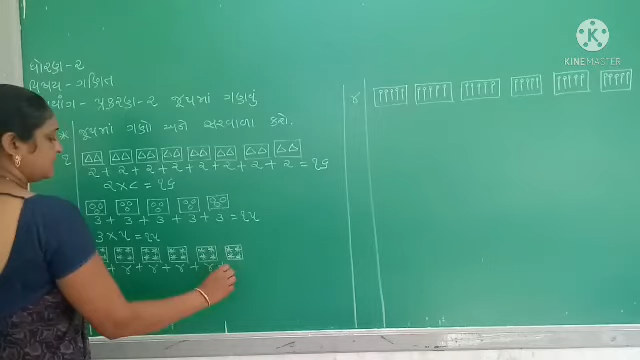 ધોરણ - ૨
વિષય - ગણિત
પ્રકરણ - ૨ જૂથમાં ગણવું
* જૂથમાં ગણો અને સરવાળા કરો.
૧
૨ + ૨ + ૨ + ૨ + ૨ + ૨ + ૨ + ૨ = ૧૬
૨ × ૮ = ૧૬
૩ + ૩ + ૩ + ૩ + ૩ = ૧૫
૩ × ૫ = ૧૫
+ ૪ + ૪ + ૪ + ૪ +
૪
K
KINEMASTER